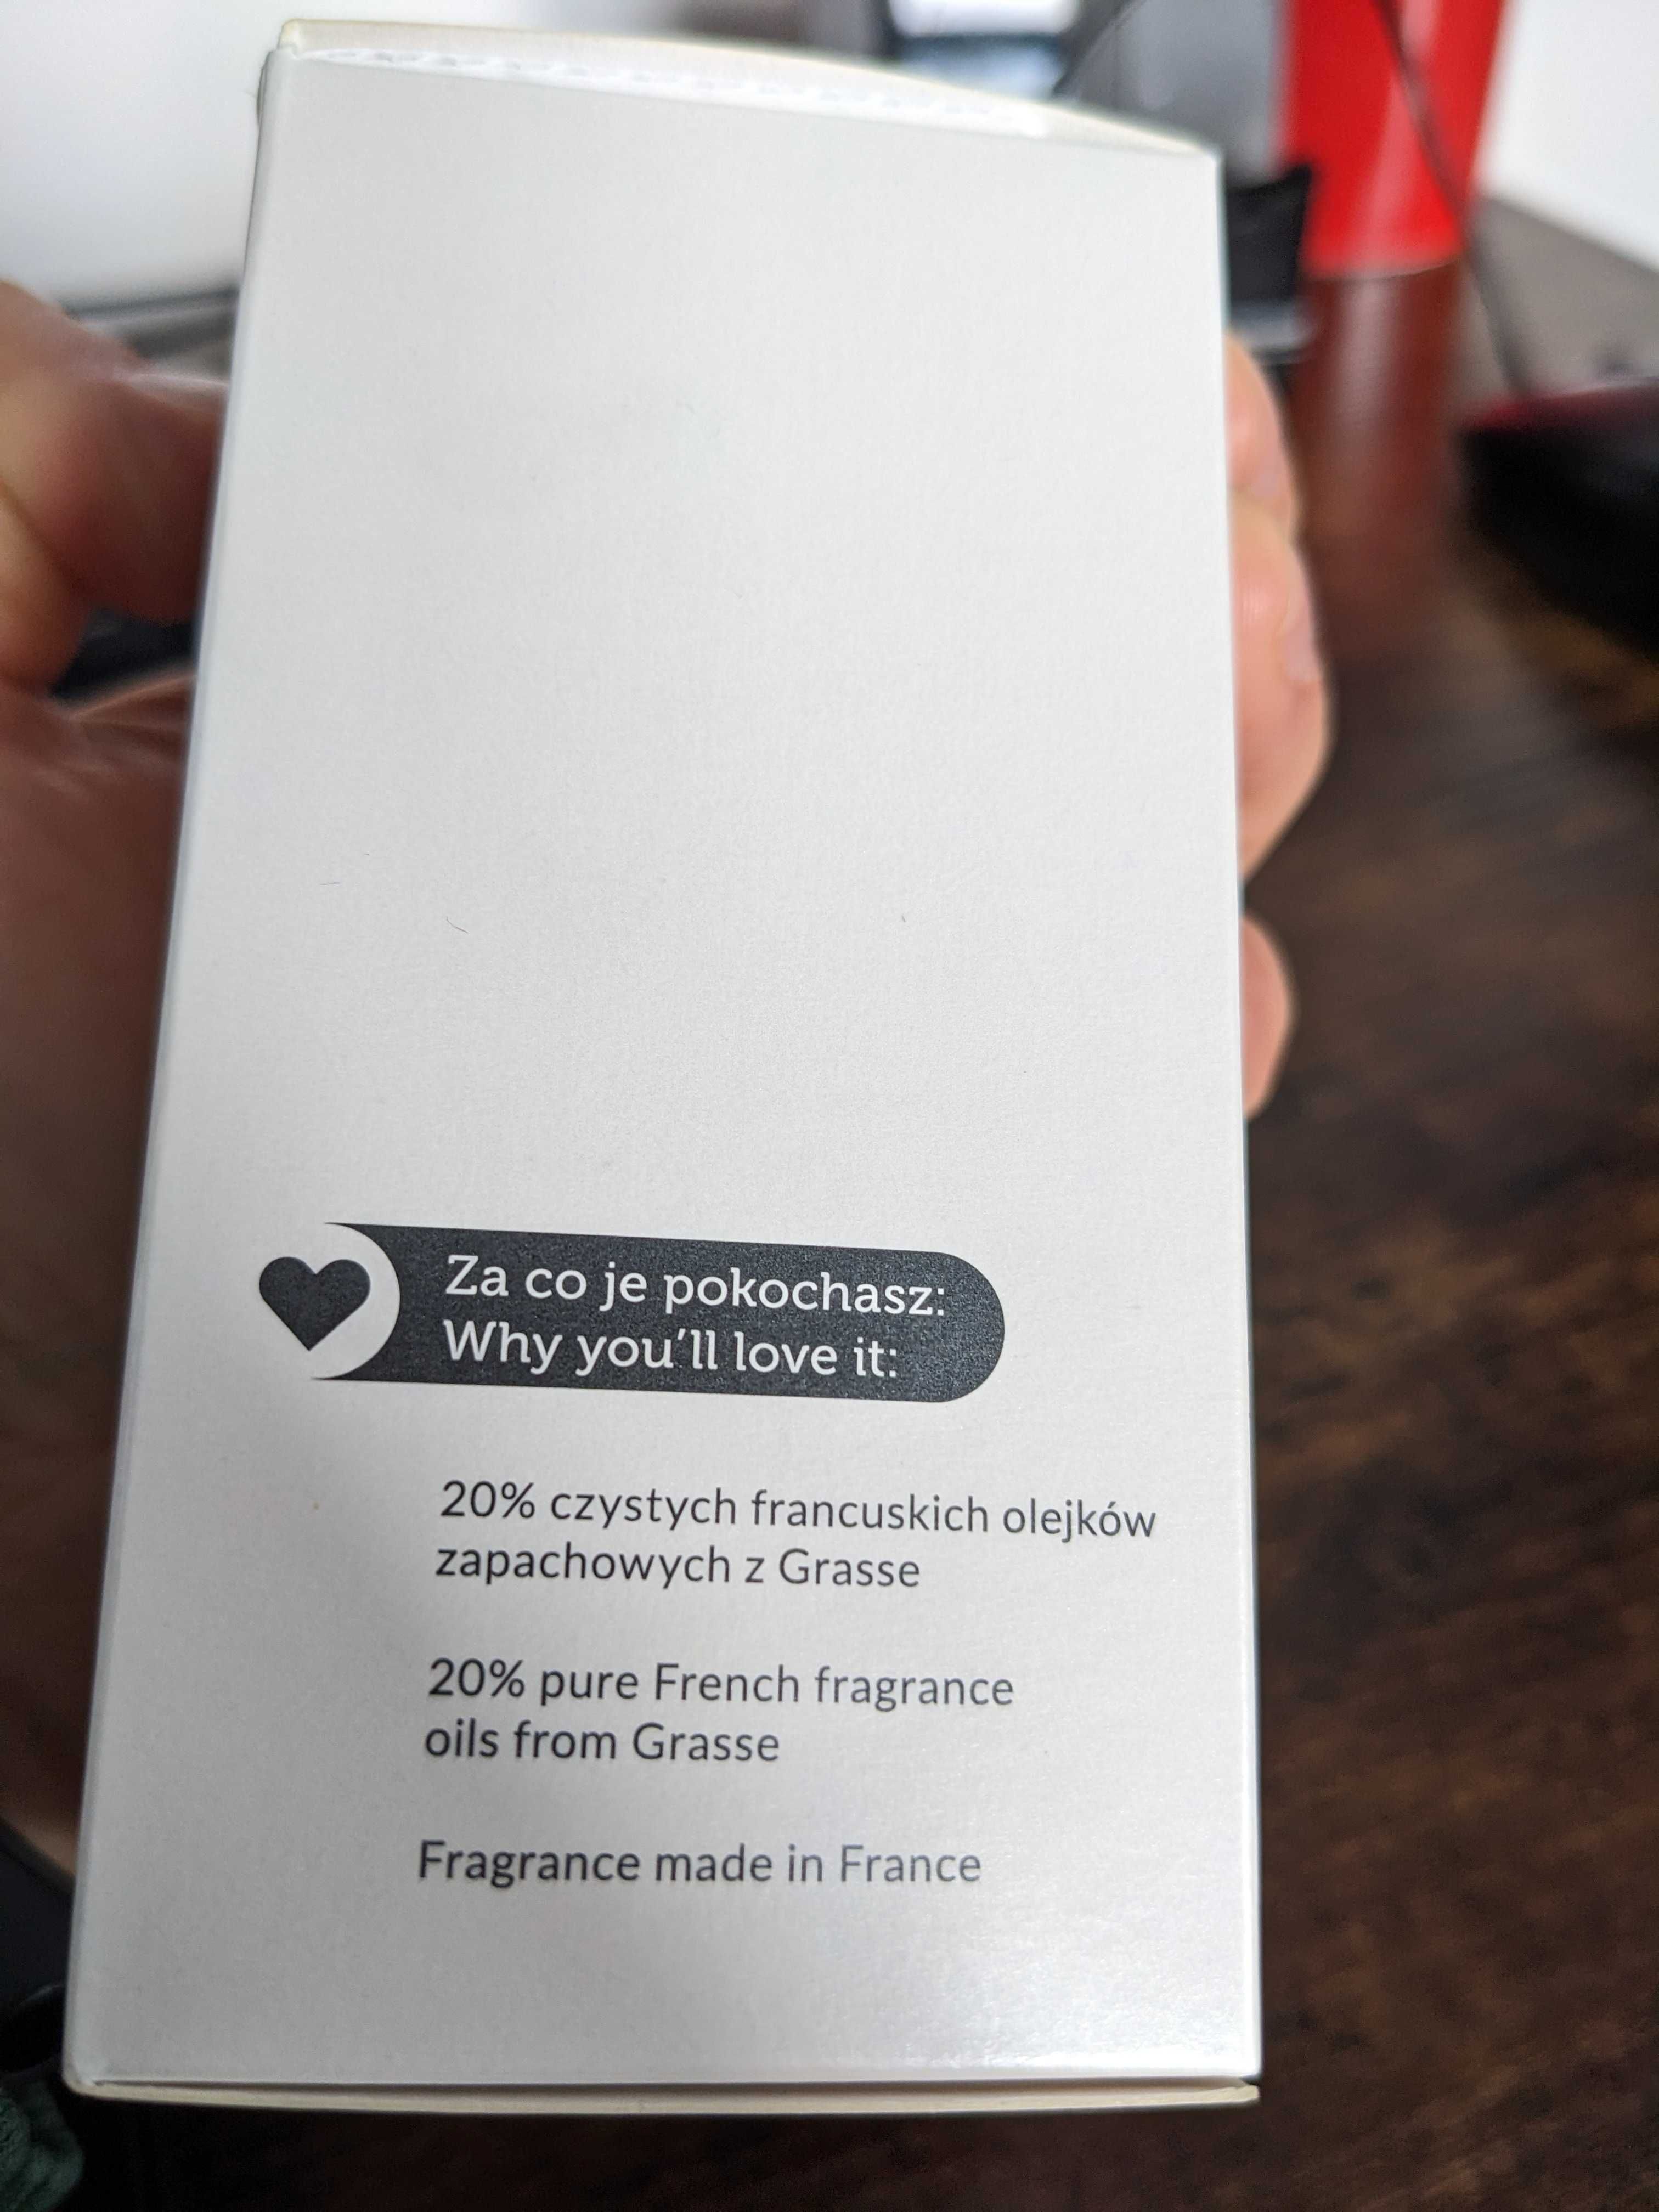 Za co je pokochasz:
Why you'll love it:
20% czystych francuskich olejków
zapachowych z Grasse
20% pure French fragrance
oils from Grasse
Fragrance made in France